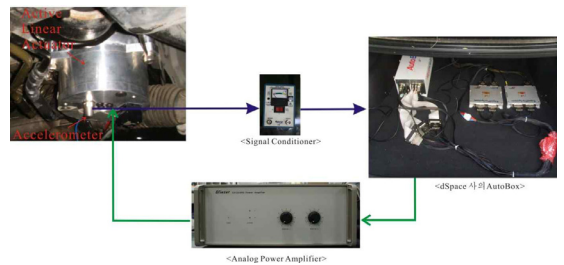 Active
Linear
Actuator
Accelerometer
<Signal Conditioner>
<dSpace 사의 AutoBox>
<Analog Power Amplifier>